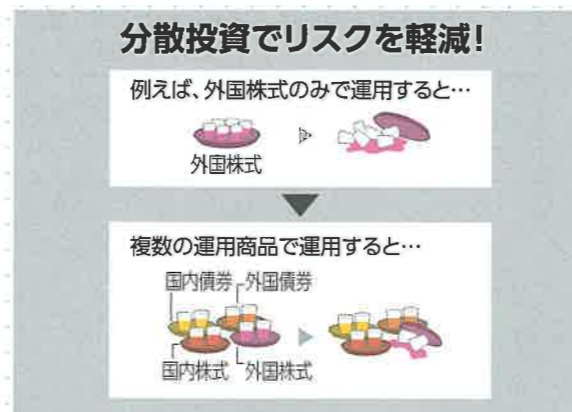 分散投資でリスクを軽減!
例えば、外国株式のみで運用すると…
外国株式
複数の運用商品で運用すると…
国内債券 外国債券
国内株式 外国株式